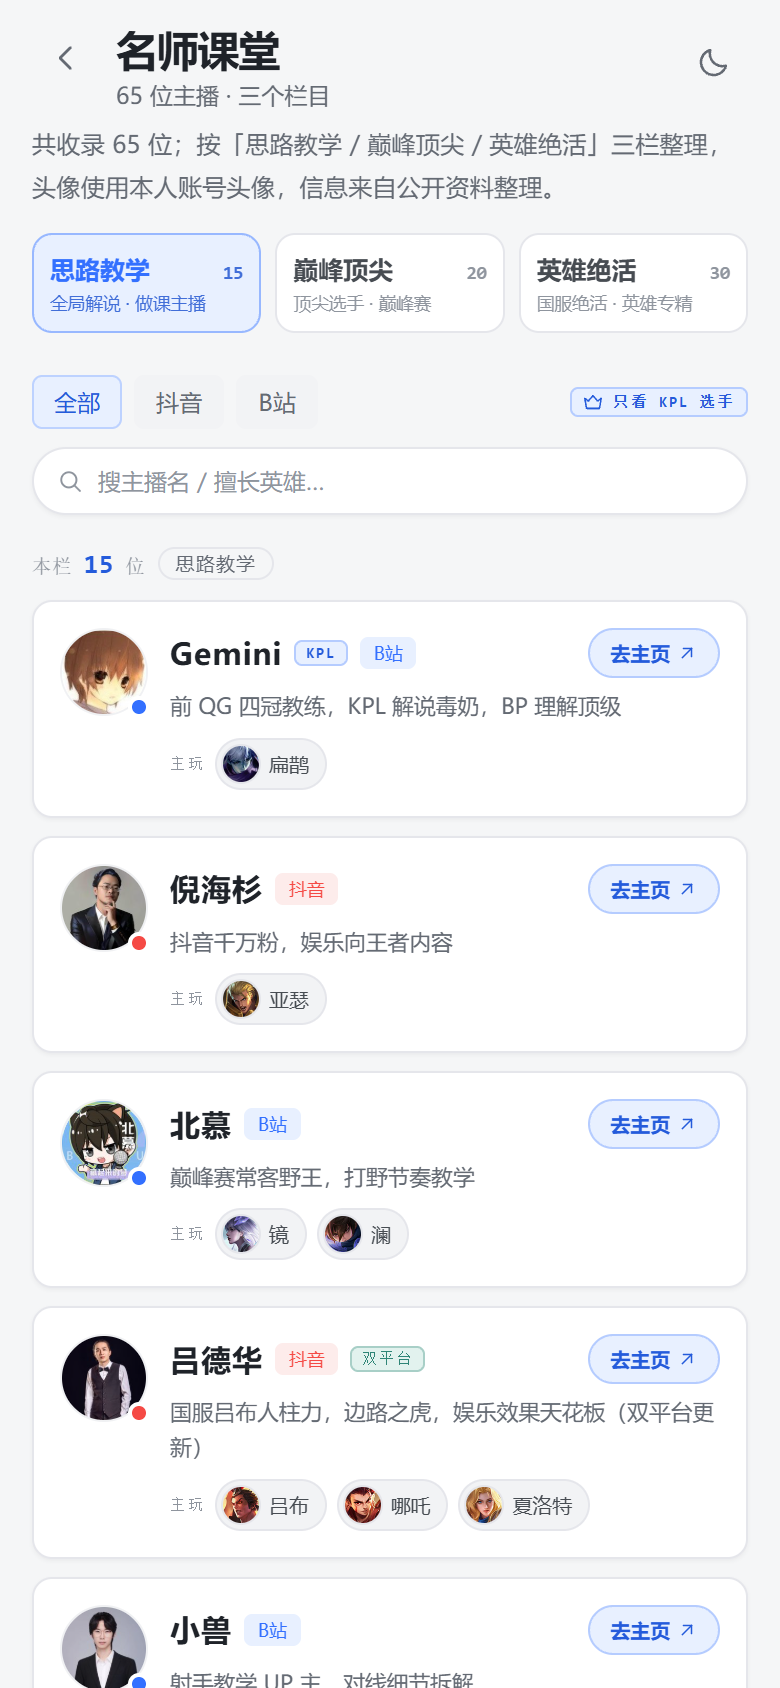 名师课堂
65 位主播 · 三个栏目
共收录 65 位；按「思路教学 / 巅峰顶尖 / 英雄绝活」三栏整理，
头像使用本人账号头像，信息来自公开资料整理。
思路教学 15
全局解说 · 做课主播
巅峰顶尖 20
顶尖选手 · 巅峰赛
英雄绝活 30
国服绝活 · 英雄专精
全部 抖音 B站 只看 KPL 选手
搜主播名 / 擅长英雄...
本栏 15 位 思路教学
Gemini KPL B站 去主页
前 QG 四冠教练，KPL 解说毒奶，BP 理解顶级
主玩 扁鹊
倪海杉 抖音 去主页
抖音千万粉，娱乐向王者内容
主玩 亚瑟
北慕 B站 去主页
巅峰赛常客野王，打野节奏教学
主玩 镜 澜
吕德华 抖音 双平台 去主页
国服吕布人柱力，边路之虎，娱乐效果天花板（双平台更
新）
主玩 吕布 哪吒 夏洛特
小兽 B站 去主页
射手教学 UP 主，对线细节拆解